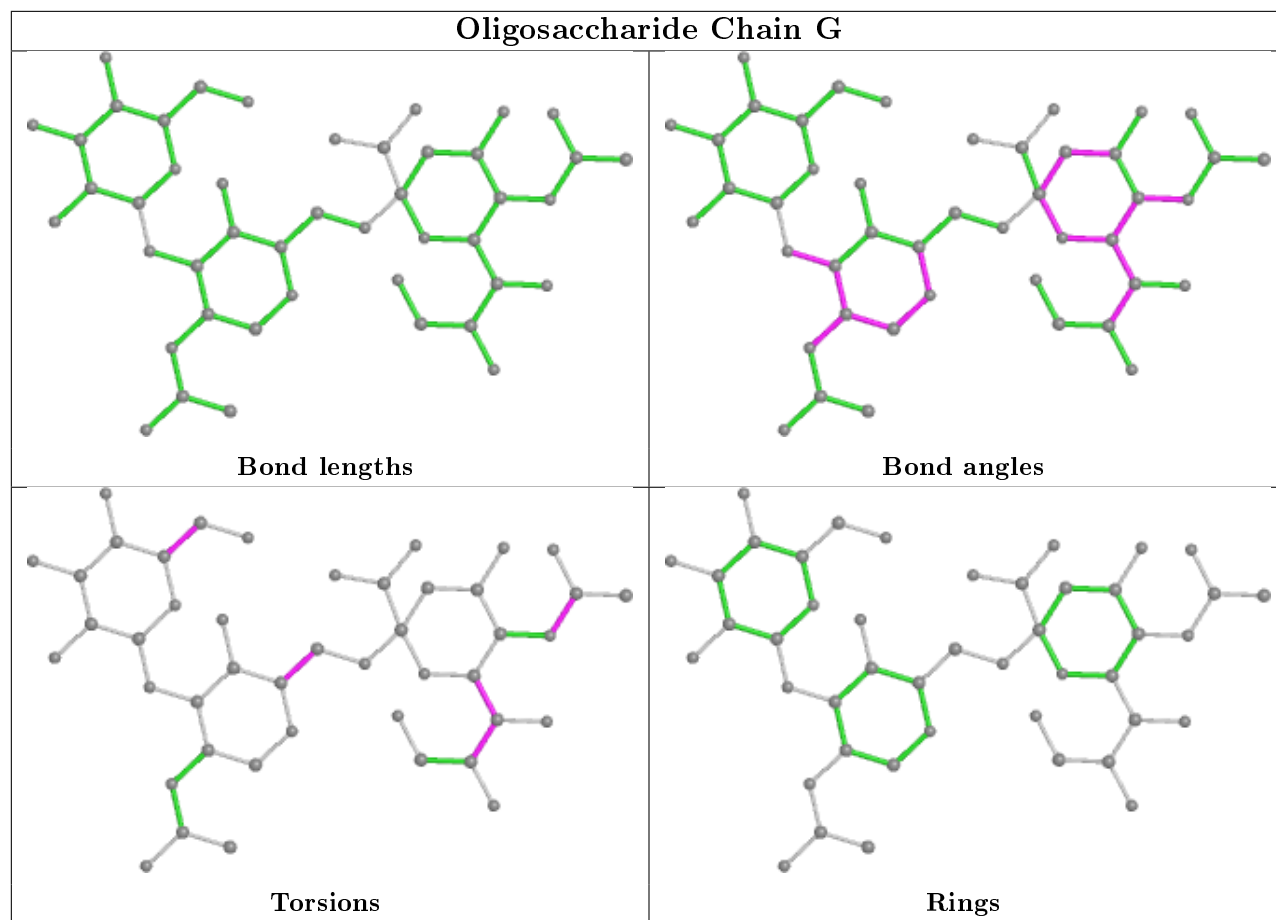 Oligosaccharide Chain G
Bond lengths
Bond angles
Torsions
Rings